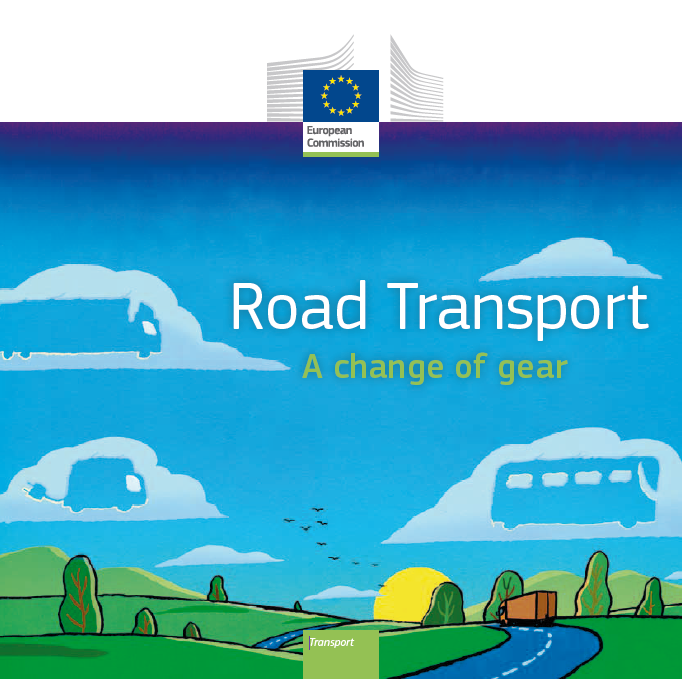 European
Commission
Road Transport
A change of gear
Transport